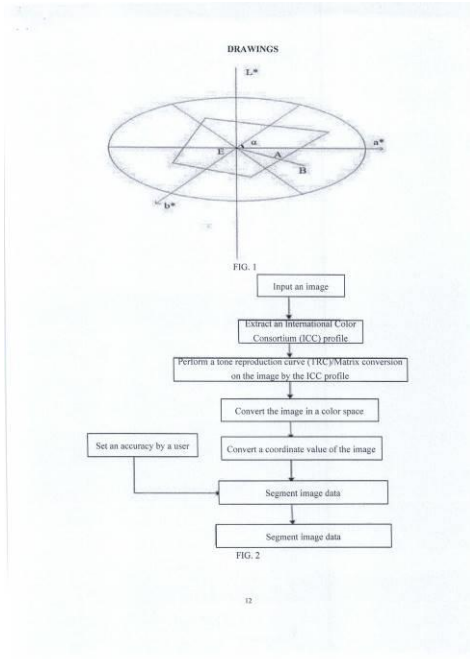 DRAWINGS
L*
α
a*
E
A
B
b*
FIG. 1
Input an image
Extract an International Color
Consortium (ICC) profile
Perform a tone reproduction curve (TRC)/Matrix conversion
on the image by the ICC profile
Convert the image in a color space
Set an accuracy by a user
Convert a coordinate value of the image
Segment image data
Segment image data
FIG. 2
12